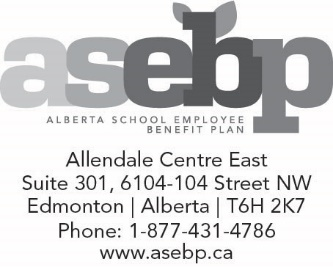 asebp
ALBERTA SCHOOL EMPLOYEE
BENEFIT PLAN
Allendale Centre East
Suite 301, 6104-104 Street NW
Edmonton | Alberta | T6H 2K7
Phone: 1-877-431-4786
www.asebp.ca